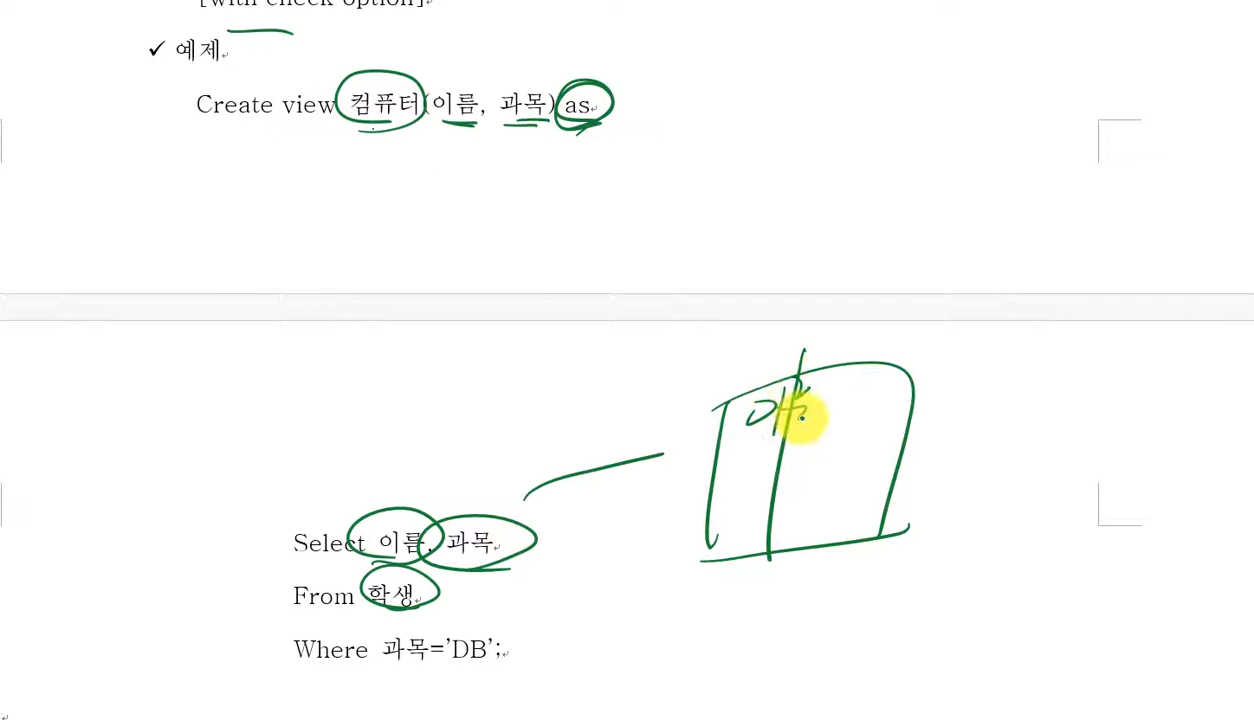 [with check option]
✓ 예제
Create view 컴퓨터(이름, 과목) as
Select 이름, 과목
From 학생
Where 과목='DB';